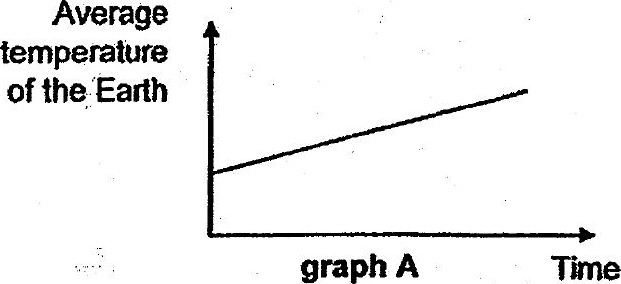 Average
temperature
of the Earth
graph A
Time